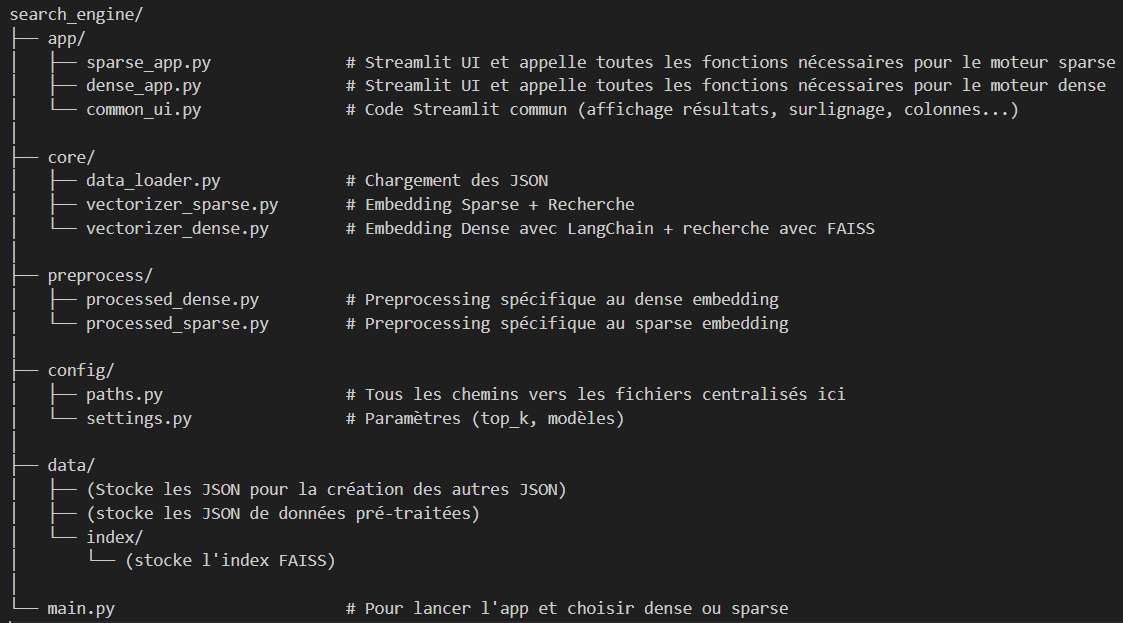 search_engine/
├── app/
│   ├── sparse_app.py              # Streamlit UI et appelle toutes les fonctions nécessaires pour le moteur sparse
│   ├── dense_app.py               # Streamlit UI et appelle toutes les fonctions nécessaires pour le moteur dense
│   └── common_ui.py               # Code Streamlit commun (affichage résultats, surlignage, colonnes...)
│
├── core/
│   ├── data_loader.py             # Chargement des JSON
│   ├── vectorizer_sparse.py       # Embedding Sparse + Recherche
│   └── vectorizer_dense.py        # Embedding Dense avec LangChain + recherche avec FAISS
│
├── preprocess/
│   ├── processed_dense.py         # Preprocessing spécifique au dense embedding
│   └── processed_sparse.py        # Preprocessing spécifique au sparse embedding
│
├── config/
│   ├── paths.py                   # Tous les chemins vers les fichiers centralisés ici
│   └── settings.py                # Paramètres (top_k, modèles)
│
├── data/
│   ├── (Stocke les JSON pour la création des autres JSON)
│   ├── (stocke les JSON de données pré-traitées)
│   └── index/
│       └── (stocke l'index FAISS)
│
└── main.py                        # Pour lancer l'app et choisir dense ou sparse